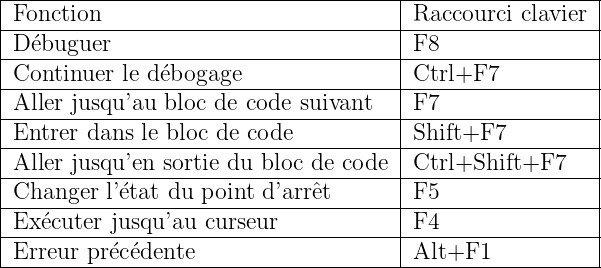 Fonction Raccourci clavier
Débuguer F8
Continuer le débogage Ctrl+F7
Aller jusqu'au bloc de code suivant F7
Entrer dans le bloc de code Shift+F7
Aller jusqu'en sortie du bloc de code Ctrl+Shift+F7
Changer l'état du point d'arrêt F5
Exécuter jusqu'au curseur F4
Erreur précédente Alt+F1